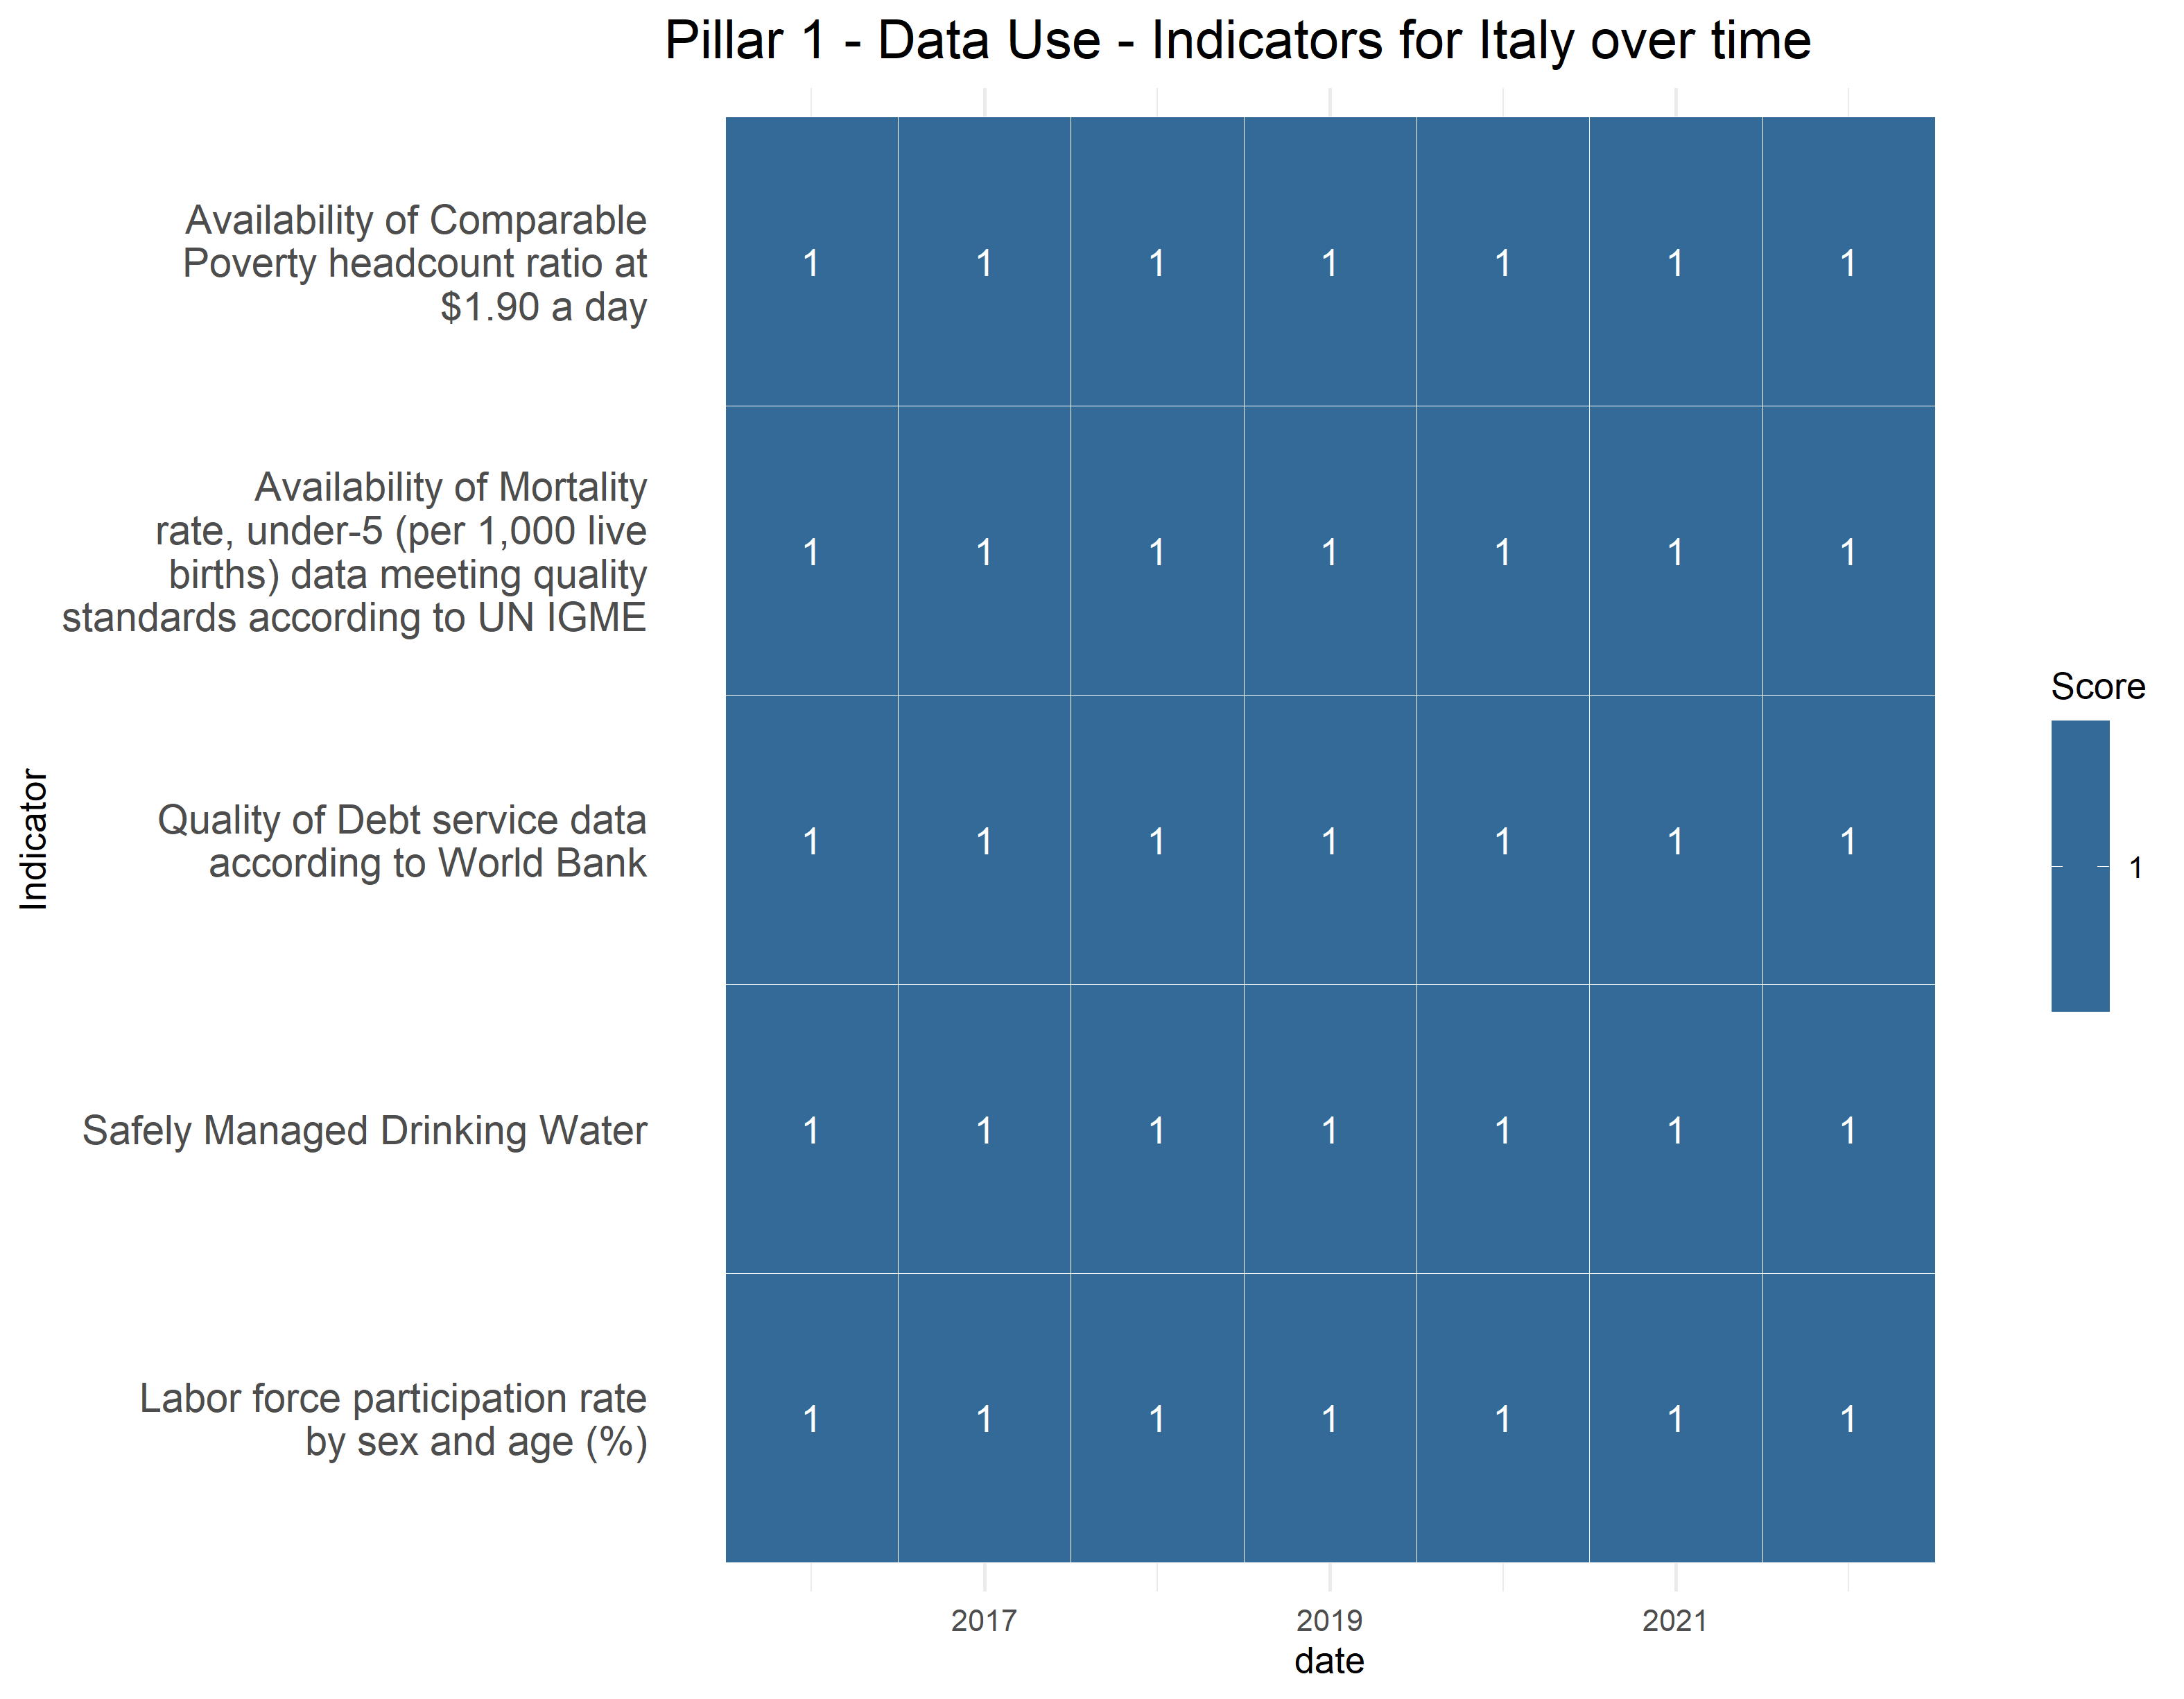 Pillar 1 - Data Use - Indicators for Italy over time
Indicator
Availability of Comparable
Poverty headcount ratio at
$1.90 a day
1 1 1 1 1 1 1
Availability of Mortality
rate, under-5 (per 1,000 live
births) data meeting quality
standards according to UN IGME
1 1 1 1 1 1 1
Quality of Debt service data
according to World Bank
1 1 1 1 1 1 1
Safely Managed Drinking Water
1 1 1 1 1 1 1
Labor force participation rate
by sex and age (%)
1 1 1 1 1 1 1
2017 2019 2021
date
Score
1